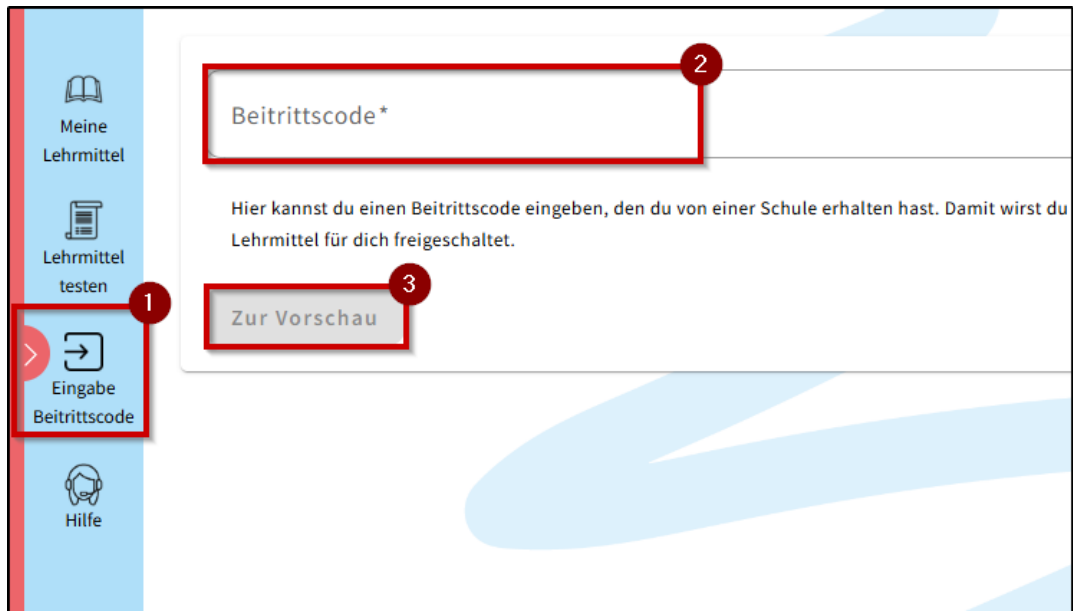 Meine
Lehrmittel
Lehrmittel
testen
1
Eingabe
Beitrittscode
Hilfe
2
Beitrittscode*
Hier kannst du einen Beitrittscode eingeben, den du von einer Schule erhalten hast. Damit wirst du
Lehrmittel für dich freigeschaltet.
3
Zur Vorschau